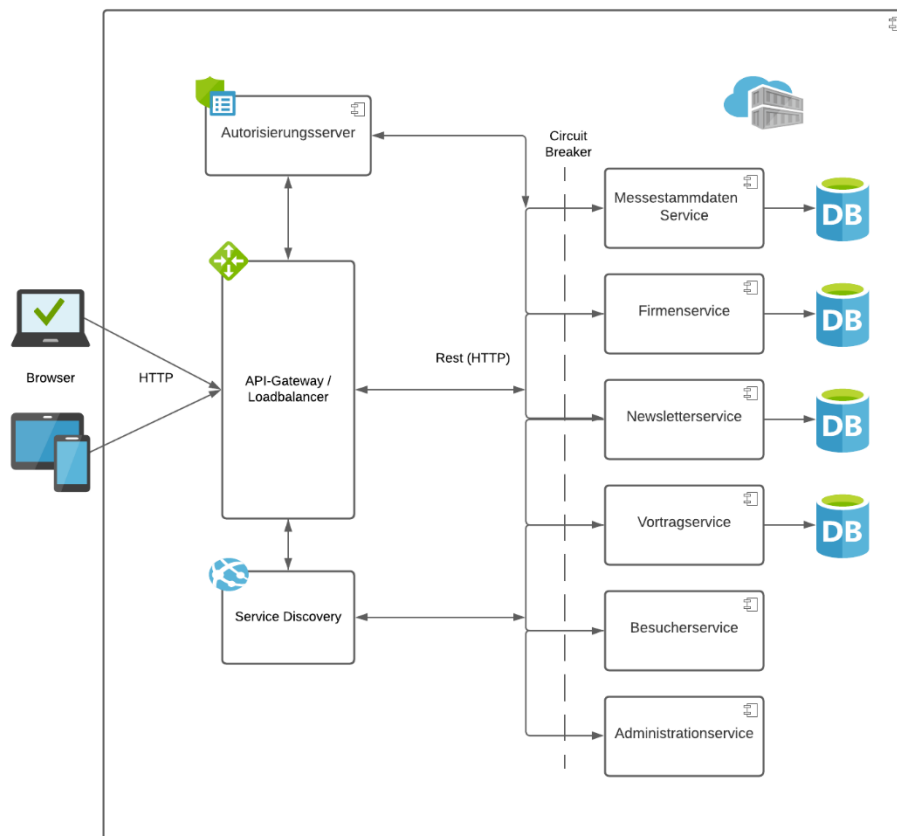 Autorisierungsserver
Circuit
Breaker
Messestammdaten
Service
DB
Firmenservice
DB
Browser
HTTP
API-Gateway /
Loadbalancer
Rest (HTTP)
Newsletterservice
DB
Vortragservice
DB
Service Discovery
Besucherservice
Administrationservice